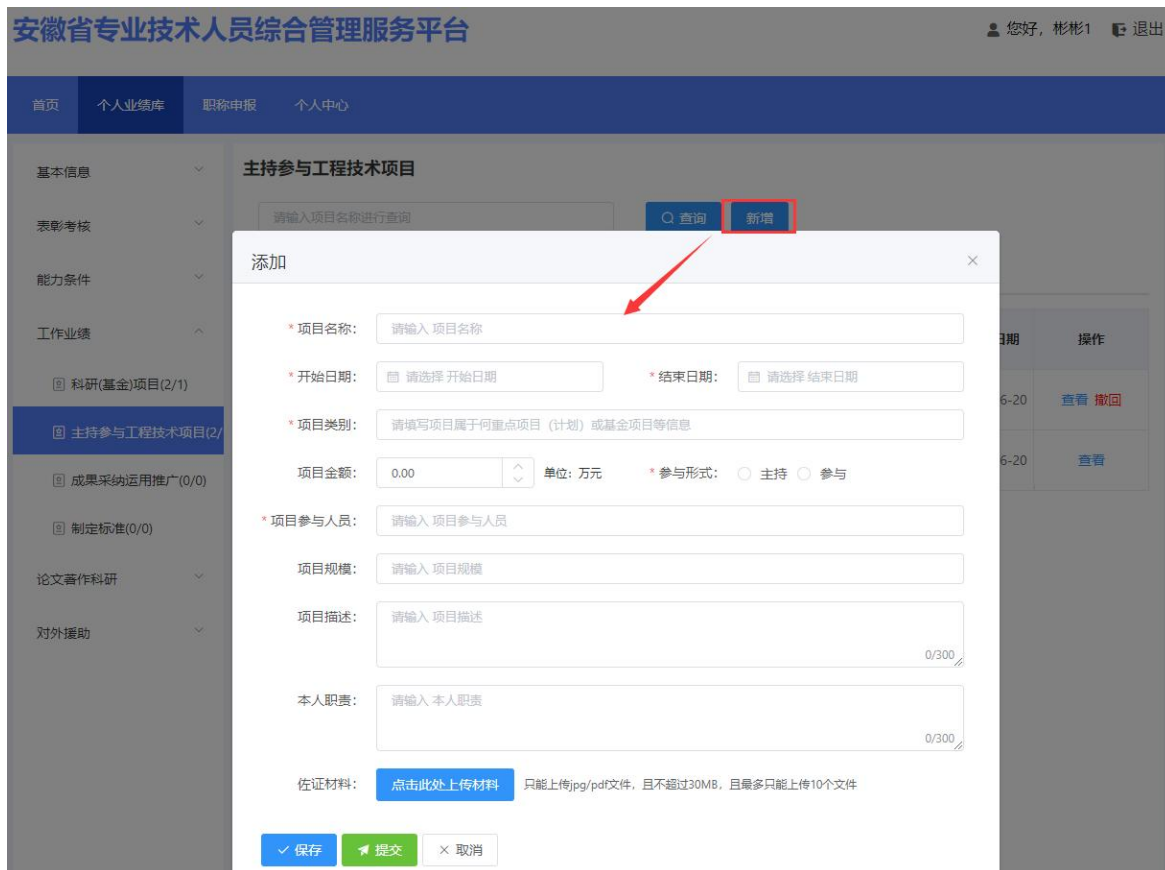 安徽省专业技术人员综合管理服务平台
您好，彬彬1 退出
首页 个人业绩库 职称申报 个人中心
基本信息
表彰考核
能力条件
工作业绩
科研(基金)项目(2/1)
主持参与工程技术项目(2/
成果采纳运用推广(0/0)
制定标准(0/0)
论文著作科研
对外援助
主持参与工程技术项目
请输入项目名称进行查询 查询 新增
日期 操作
6-20 查看 撤回
6-20 查看
添加
*项目名称： 请输入 项目名称
*开始日期： 请选择 开始日期 *结束日期： 请选择 结束日期
*项目类别： 请填写项目属于何重点项目（计划）或基金项目等信息
项目金额： 0.00 单位: 万元 *参与形式： 主持 参与
*项目参与人员： 请输入 项目参与人员
项目规模： 请输入 项目规模
项目描述： 请输入 项目描述
0/300
本人职责： 请输入 本人职责
0/300
佐证材料： 点击此处上传材料 只能上传jpg/pdf文件，且不超过30MB，且最多只能上传10个文件
保存 提交 取消